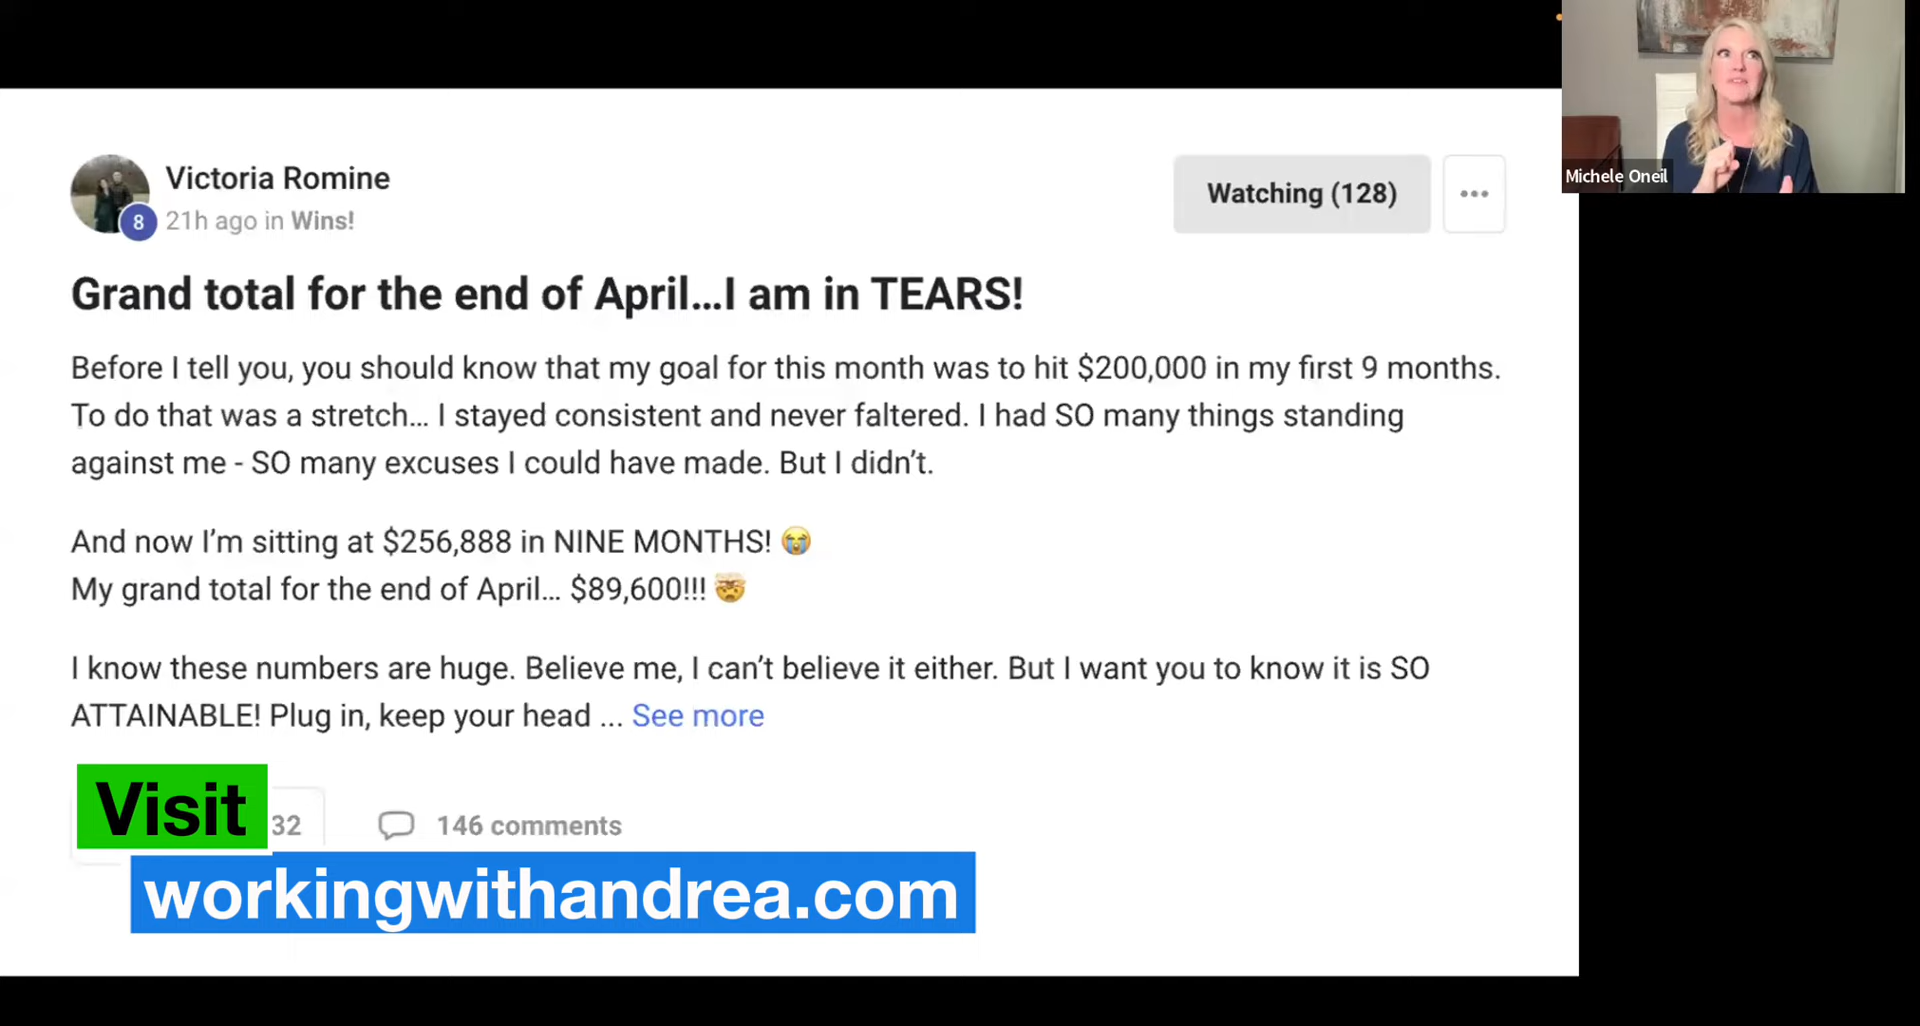 Victoria Romine
8
21h ago in Wins!
Watching (128)
Michele Oneil
Grand total for the end of April...I am in TEARS!
Before I tell you, you should know that my goal for this month was to hit $200,000 in my first 9 months.
To do that was a stretch... I stayed consistent and never faltered. I had SO many things standing
against me - SO many excuses I could have made. But I didn't.
And now I'm sitting at $256,888 in NINE MONTHS! 😭
My grand total for the end of April... $89,600!!! 🤯
I know these numbers are huge. Believe me, I can't believe it either. But I want you to know it is SO
ATTAINABLE! Plug in, keep your head ... See more
Visit
32
146 comments
workingwithandrea.com